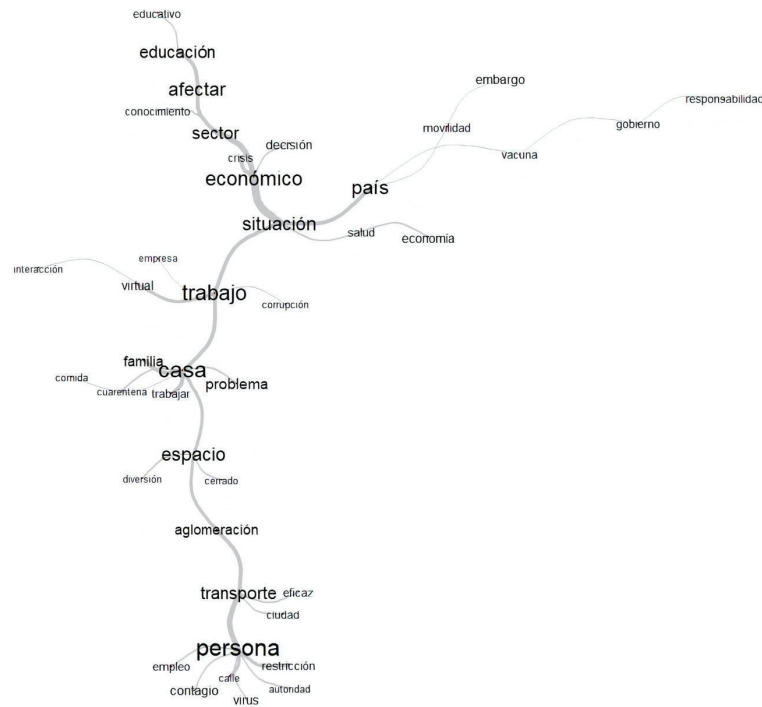 educativo
educación
embargo
afectar
responsabilidad
conocimiento
gobierno
movilidad
sector
decisión
vacuna
crisis
económico
país
situación
salud
economia
empresa
interacción
virtual
trabajo
corrupción
familia
casa
comida
problema
cuarentena
trabajar
espacio
diversión
cerrado
aglomeración
transporte
eficaz
ciudad
persona
empleo
restricción
calle
contagio
autoridad
virus